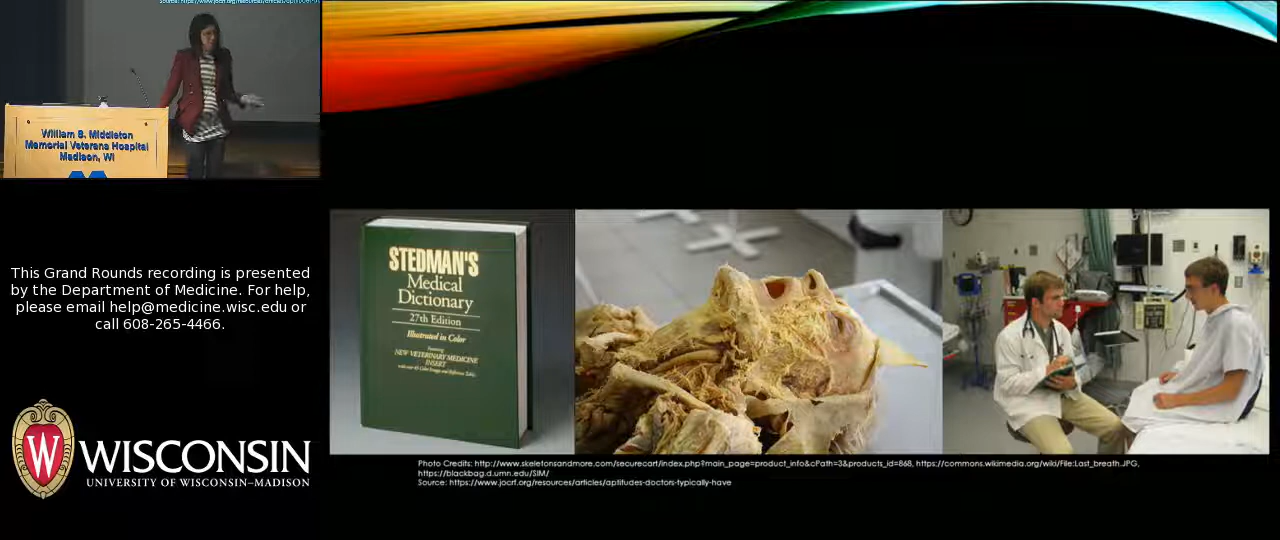 William S. Middleton
Memorial Veterans Hospital
Madison, WI
This Grand Rounds recording is presented
by the Department of Medicine. For help,
please email help@medicine.wisc.edu or
call 608-265-4466.
W WISCONSIN
UNIVERSITY OF WISCONSIN–MADISON
STEDMAN'S
Medical
Dictionary
27th Edition
Illustrated in Color
Featuring
NEW VETERINARY MEDICINE
INSERT
Photo Credits: http://www.skeletonsandmore.com/securecart/index.php?main_page=product_info&cPath=3&products_id=868, https://commons.wikimedia.org/wiki/File:Last_breath.JPG,
https://blackbag.d.umn.edu/SIM/
Source: https://www.jocrf.org/resources/articles/aptitudes-doctors-typically-have